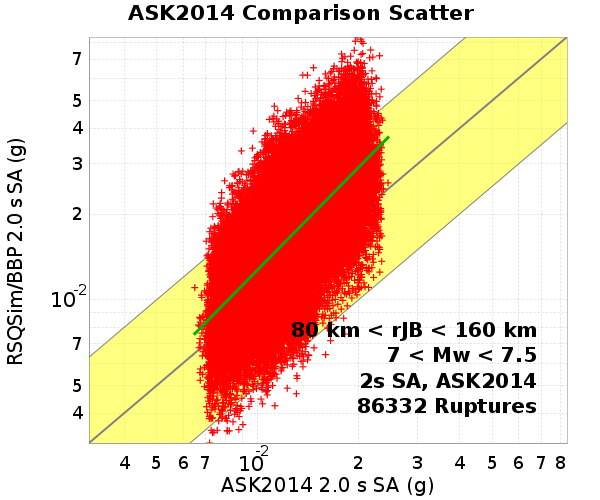 ASK2014 Comparison Scatter
RSQSim/BBP 2.0 s SA (g)
7
5
4
3
2
10-2
7
5
4
80 km < rJB < 160 km
7 < Mw < 7.5
2s SA, ASK2014
86332 Ruptures
4 5 6 7 10-2 2 3 4 5 6 7 8
ASK2014 2.0 s SA (g)